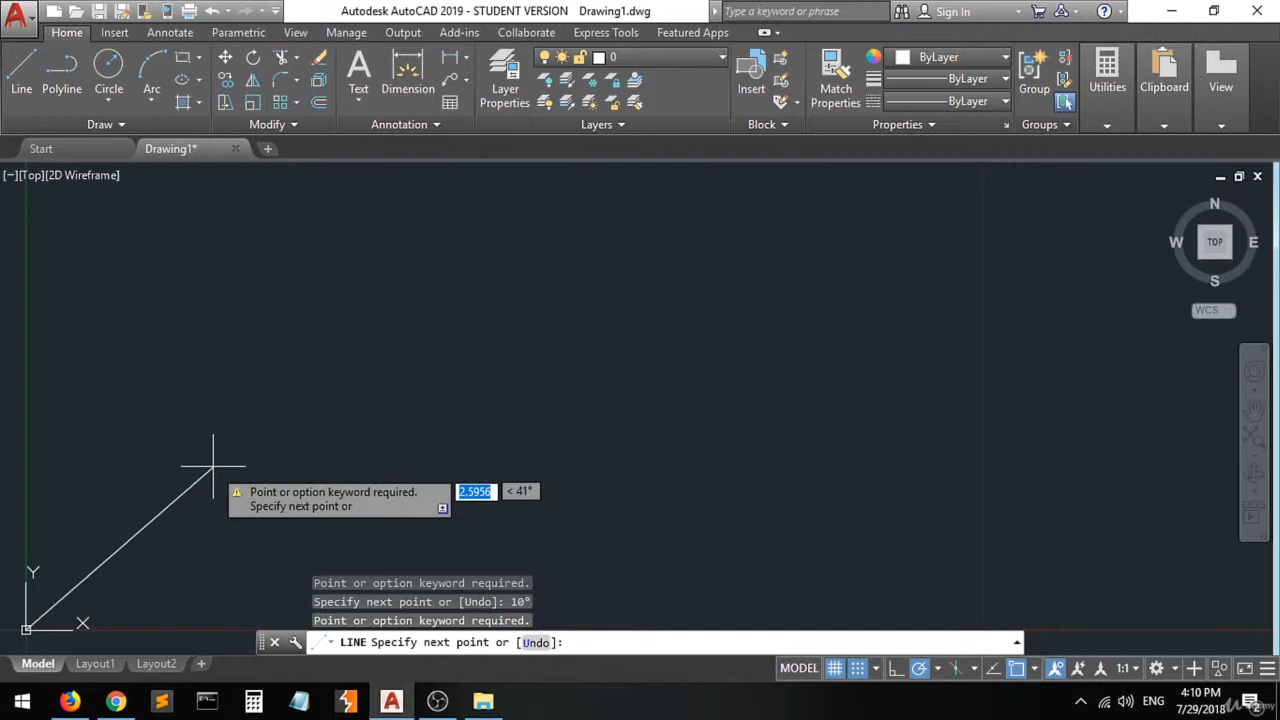 Autodesk AutoCAD 2019 - STUDENT VERSION Drawing1.dwg
Type a keyword or phrase
Sign In
Home Insert Annotate Parametric View Manage Output Add-ins Collaborate Express Tools Featured Apps
0
ByLayer
ByLayer
ByLayer
Line Polyline Circle Arc
Text Dimension
Layer Properties
Insert
Match Properties
Group
Utilities
Clipboard
View
Draw
Modify
Annotation
Layers
Block
Properties
Groups
Start
Drawing1*
[−][Top][2D Wireframe]
N
W
TOP
E
S
WCS
Point or option keyword required.
Specify next point or
2.5956
< 41°
Y
X
Point or option keyword required.
Specify next point or [Undo]: 10°
Point or option keyword required.
LINE Specify next point or [Undo]:
Model Layout1 Layout2
MODEL
1:1
ENG
4:10 PM
7/29/2018
2